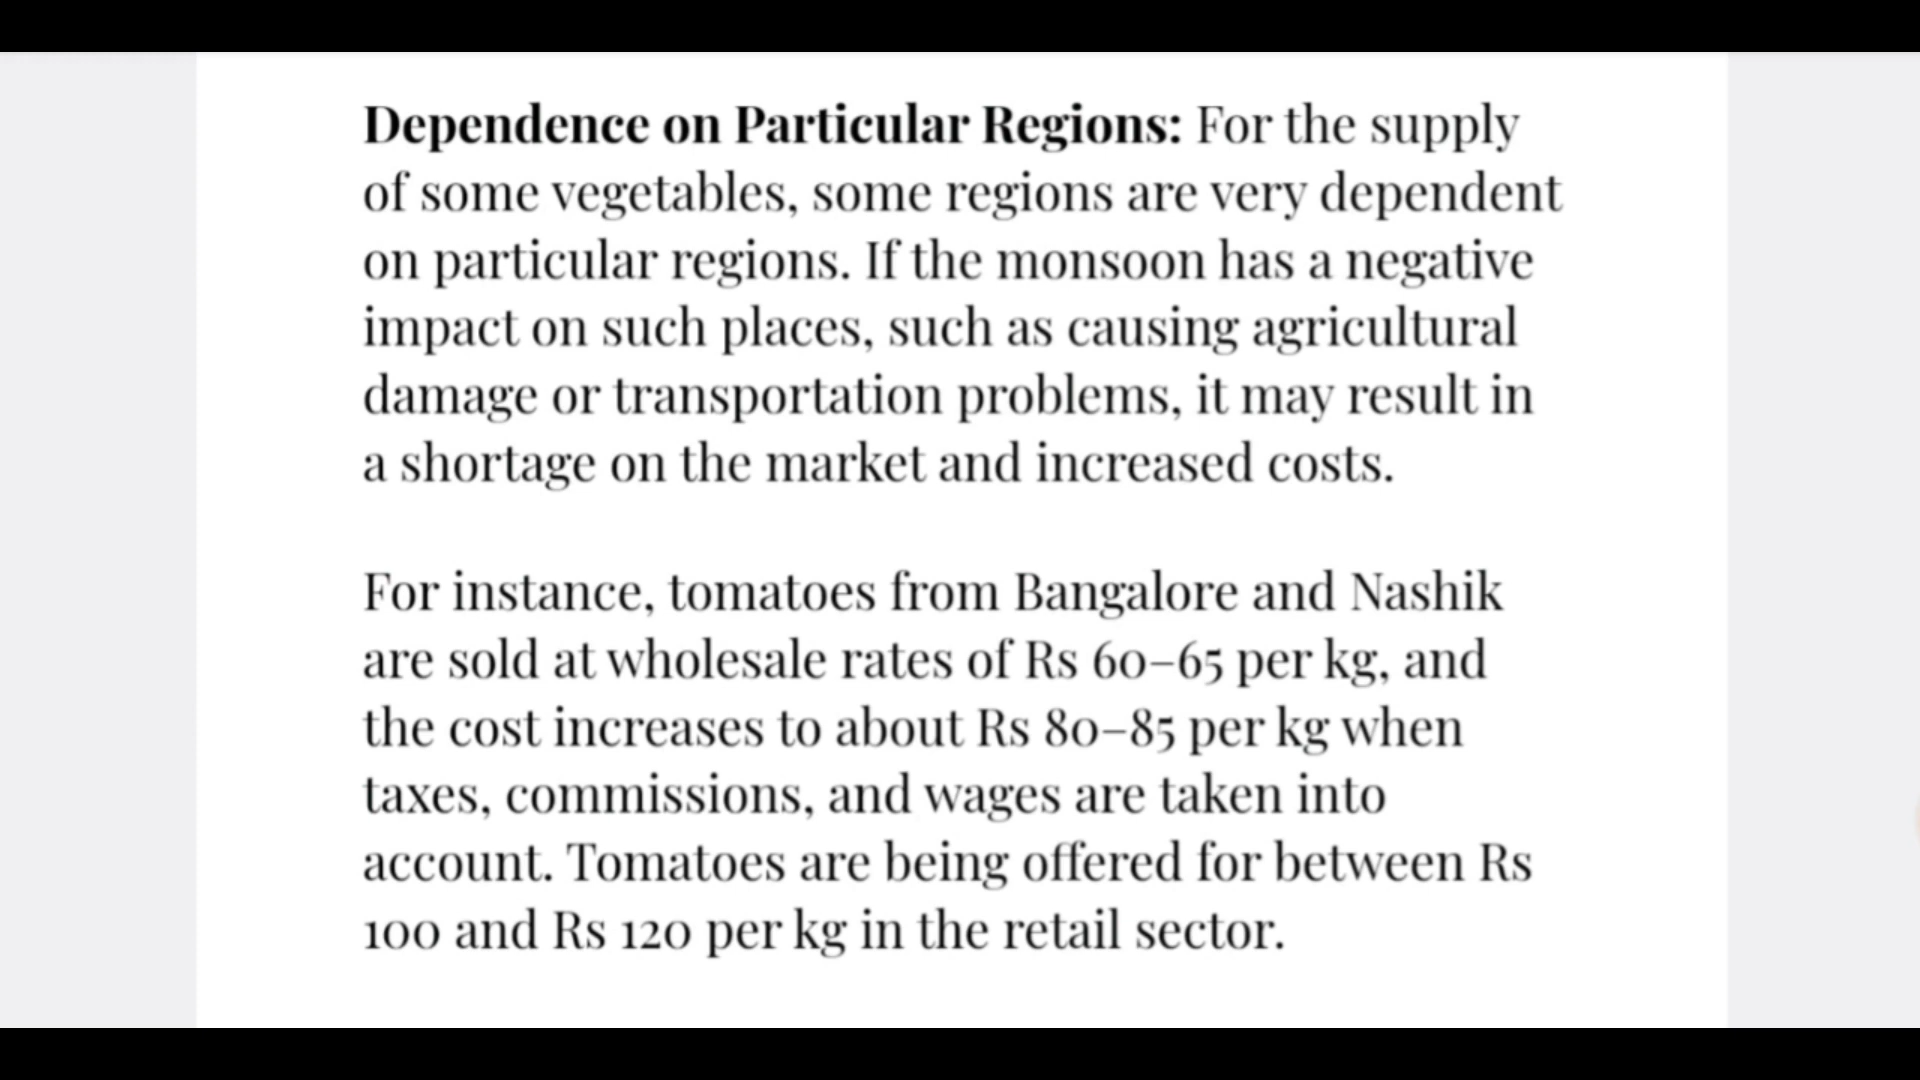 Dependence on Particular Regions: For the supply
of some vegetables, some regions are very dependent
on particular regions. If the monsoon has a negative
impact on such places, such as causing agricultural
damage or transportation problems, it may result in
a shortage on the market and increased costs.
For instance, tomatoes from Bangalore and Nashik
are sold at wholesale rates of Rs 60–65 per kg, and
the cost increases to about Rs 80–85 per kg when
taxes, commissions, and wages are taken into
account. Tomatoes are being offered for between Rs
100 and Rs 120 per kg in the retail sector.